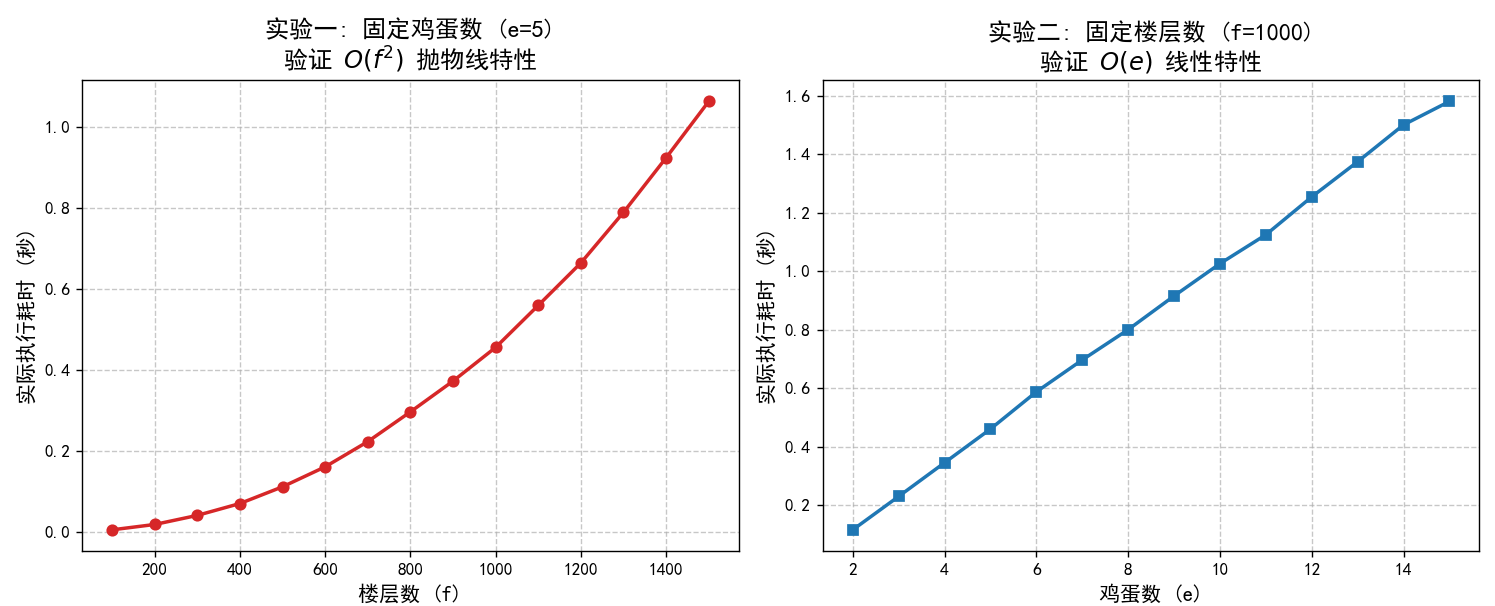 实验一: 固定鸡蛋数 (e=5)
验证 O(f²) 抛物线特性
实际执行耗时 (秒)
1.0
0.8
0.6
0.4
0.2
0.0
200 400 600 800 1000 1200 1400
楼层数 (f)
实验二: 固定楼层数 (f=1000)
验证 O(e) 线性特性
实际执行耗时 (秒)
1.6
1.4
1.2
1.0
0.8
0.6
0.4
0.2
2 4 6 8 10 12 14
鸡蛋数 (e)